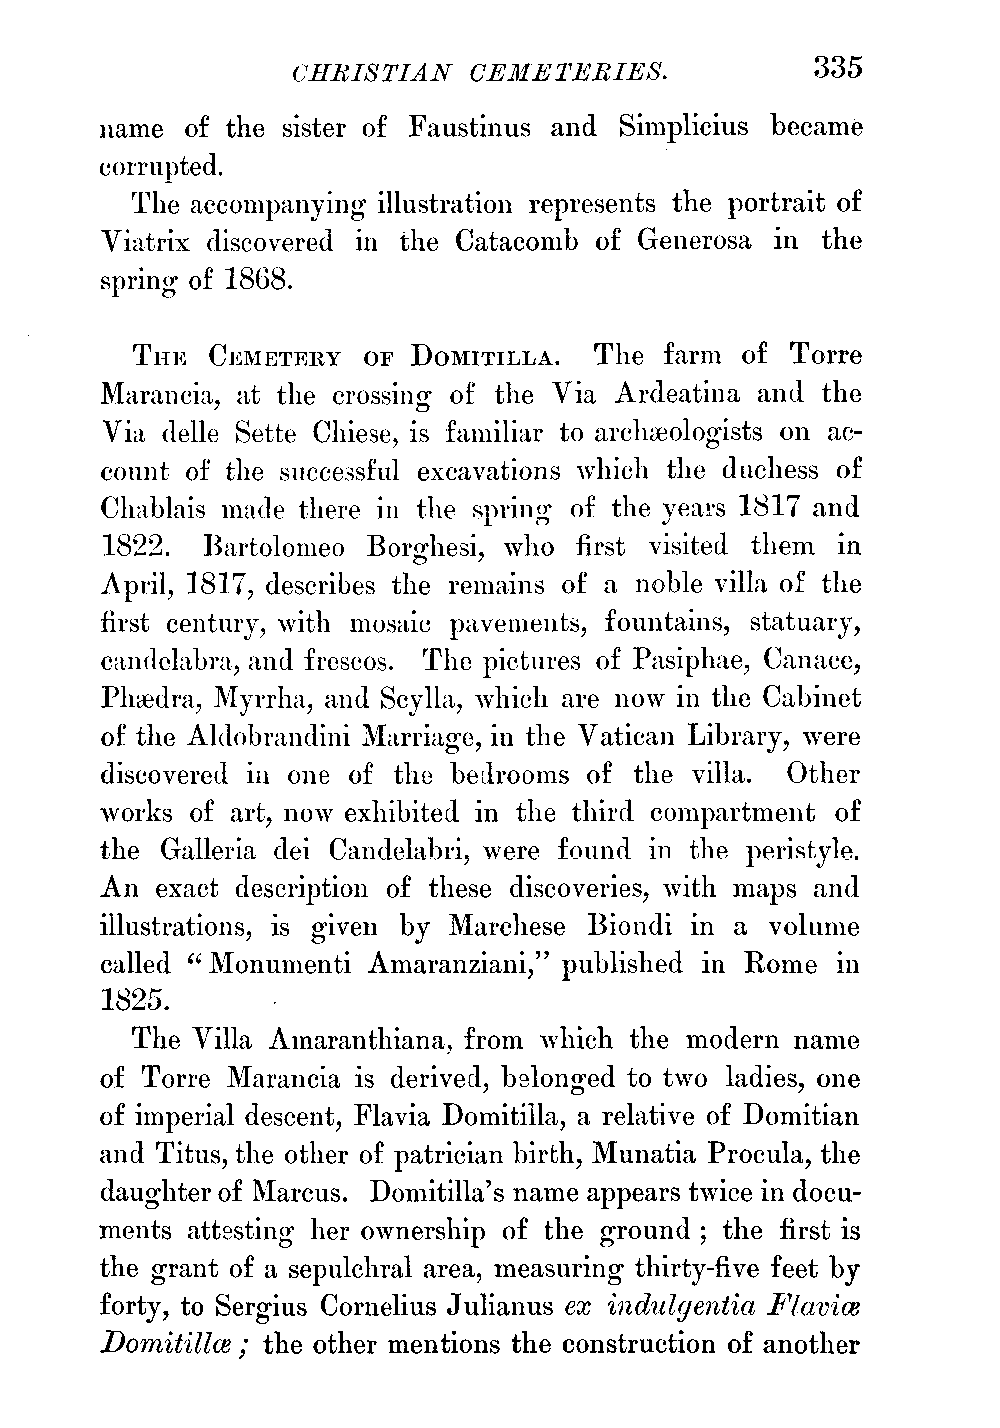 CHRISTIAN CEMETERIES. 335
name of the sister of Faustinus and Simplicius became
corrupted.
The accompanying illustration represents the portrait of
Viatrix discovered in the Catacomb of Generosa in the
spring of 1868.
THE CEMETERY OF DOMITILLA. The farm of Torre
Marancia, at the crossing of the Via Ardeatina and the
Via delle Sette Chiese, is familiar to archæologists on ac-
count of the successful excavations which the duchess of
Chablais made there in the spring of the years 1817 and
1822. Bartolomeo Borghesi, who first visited them in
April, 1817, describes the remains of a noble villa of the
first century, with mosaic pavements, fountains, statuary,
candelabra, and frescos. The pictures of Pasiphae, Canace,
Phædra, Myrrha, and Scylla, which are now in the Cabinet
of the Aldobrandini Marriage, in the Vatican Library, were
discovered in one of the bedrooms of the villa. Other
works of art, now exhibited in the third compartment of
the Galleria dei Candelabri, were found in the peristyle.
An exact description of these discoveries, with maps and
illustrations, is given by Marchese Biondi in a volume
called “Monumenti Amaranziani,” published in Rome in
1825.
The Villa Amaranthiana, from which the modern name
of Torre Marancia is derived, belonged to two ladies, one
of imperial descent, Flavia Domitilla, a relative of Domitian
and Titus, the other of patrician birth, Munatia Procula, the
daughter of Marcus. Domitilla’s name appears twice in docu-
ments attesting her ownership of the ground ; the first is
the grant of a sepulchral area, measuring thirty-five feet by
forty, to Sergius Cornelius Julianus ex indulgentia Flaviæ
Domitillæ ; the other mentions the construction of another